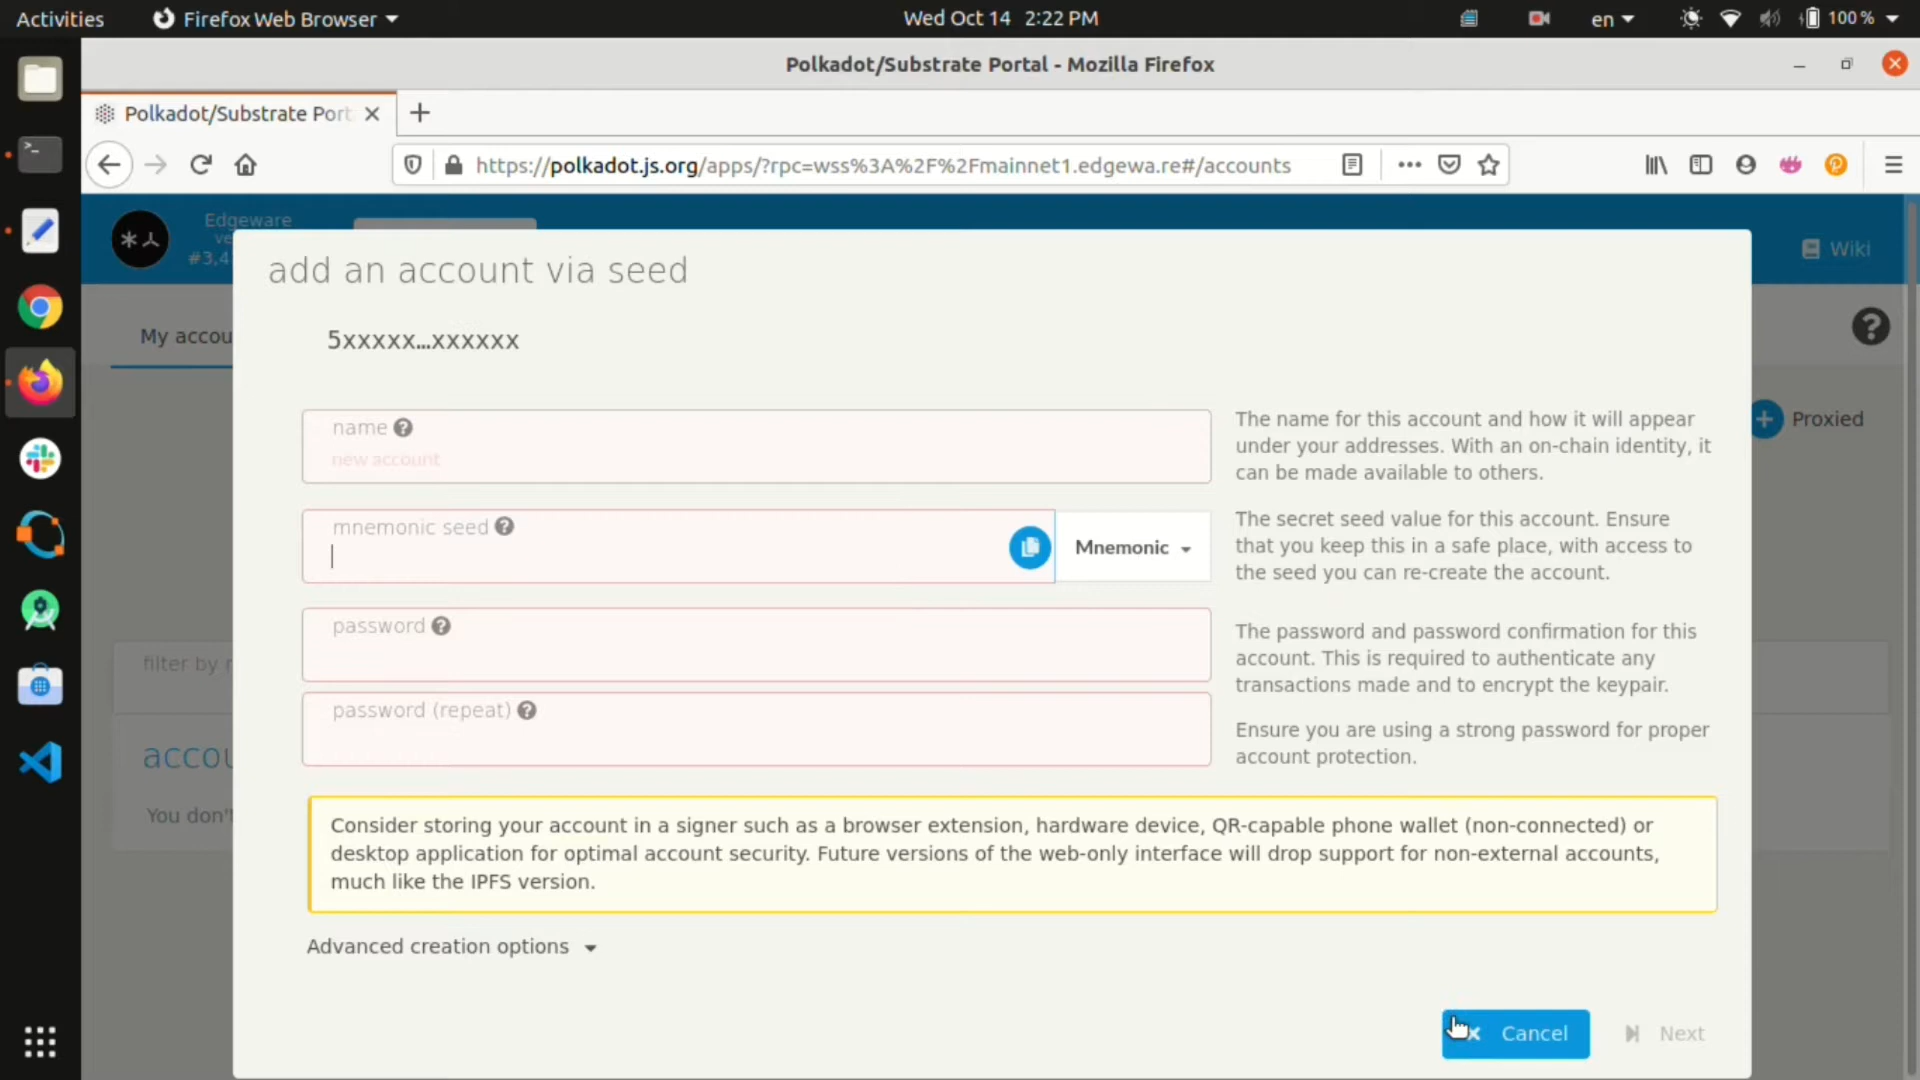 Activities
Firefox Web Browser
Wed Oct 14 2:22 PM
en
100 %
Polkadot/Substrate Portal - Mozilla Firefox
Polkadot/Substrate Port
https://polkadot.js.org/apps/?rpc=wss%3A%2F%2Fmainnet1.edgewa.re#/accounts
Edgeware
ve
#3,4
Wiki
add an account via seed
5xxxxx…xxxxxx
My accou
name
new account
The name for this account and how it will appear
under your addresses. With an on-chain identity, it
can be made available to others.
Proxied
mnemonic seed
Mnemonic
The secret seed value for this account. Ensure
that you keep this in a safe place, with access to
the seed you can re-create the account.
password
The password and password confirmation for this
account. This is required to authenticate any
transactions made and to encrypt the keypair.
filter by
password (repeat)
Ensure you are using a strong password for proper
account protection.
accou
You don't
Consider storing your account in a signer such as a browser extension, hardware device, QR-capable phone wallet (non-connected) or
desktop application for optimal account security. Future versions of the web-only interface will drop support for non-external accounts,
much like the IPFS version.
Advanced creation options
Cancel
Next